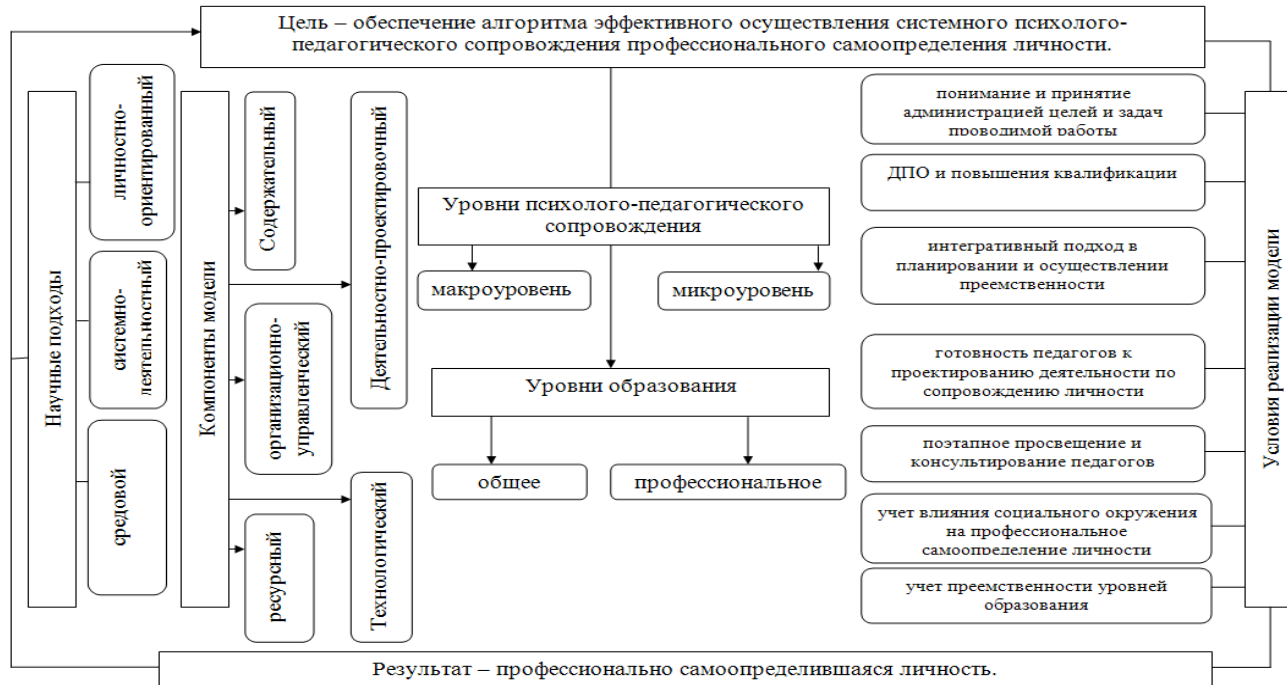 Цель – обеспечение алгоритма эффективного осуществления системного психолого-
педагогического сопровождения профессионального самоопределения личности.
Научные подходы
личностно-
ориентированный
системно-
деятельностный
средовой
Компоненты модели
Содержательный
организационно-
управленческий
ресурсный
Деятельностно-проектировочный
Технологический
Уровни психолого-педагогического
сопровождения
макроуровень
микроуровень
Уровни образования
общее
профессиональное
понимание и принятие
администрацией целей и задач
проводимой работы
ДПО и повышения квалификации
интегративный подход в
планировании и осуществлении
преемственности
готовность педагогов к
проектированию деятельности по
сопровождению личности
поэтапное просвещение и
консультирование педагогов
учет влияния социального окружения
на профессиональное
самоопределение личности
учет преемственности уровней
образования
Условия реализации модели
Результат – профессионально самоопределившаяся личность.